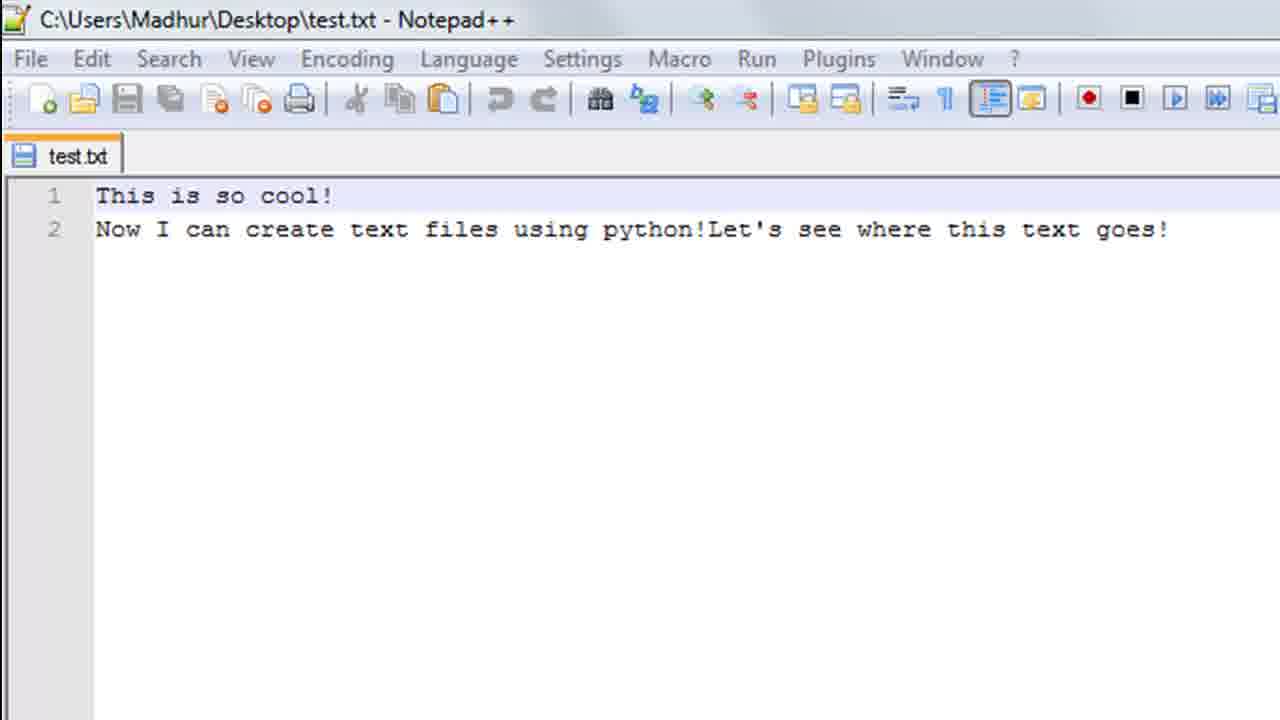 C:\Users\Madhur\Desktop\test.txt - Notepad++
File Edit Search View Encoding Language Settings Macro Run Plugins Window ?
test.txt
1 This is so cool!
2 Now I can create text files using python!Let's see where this text goes!